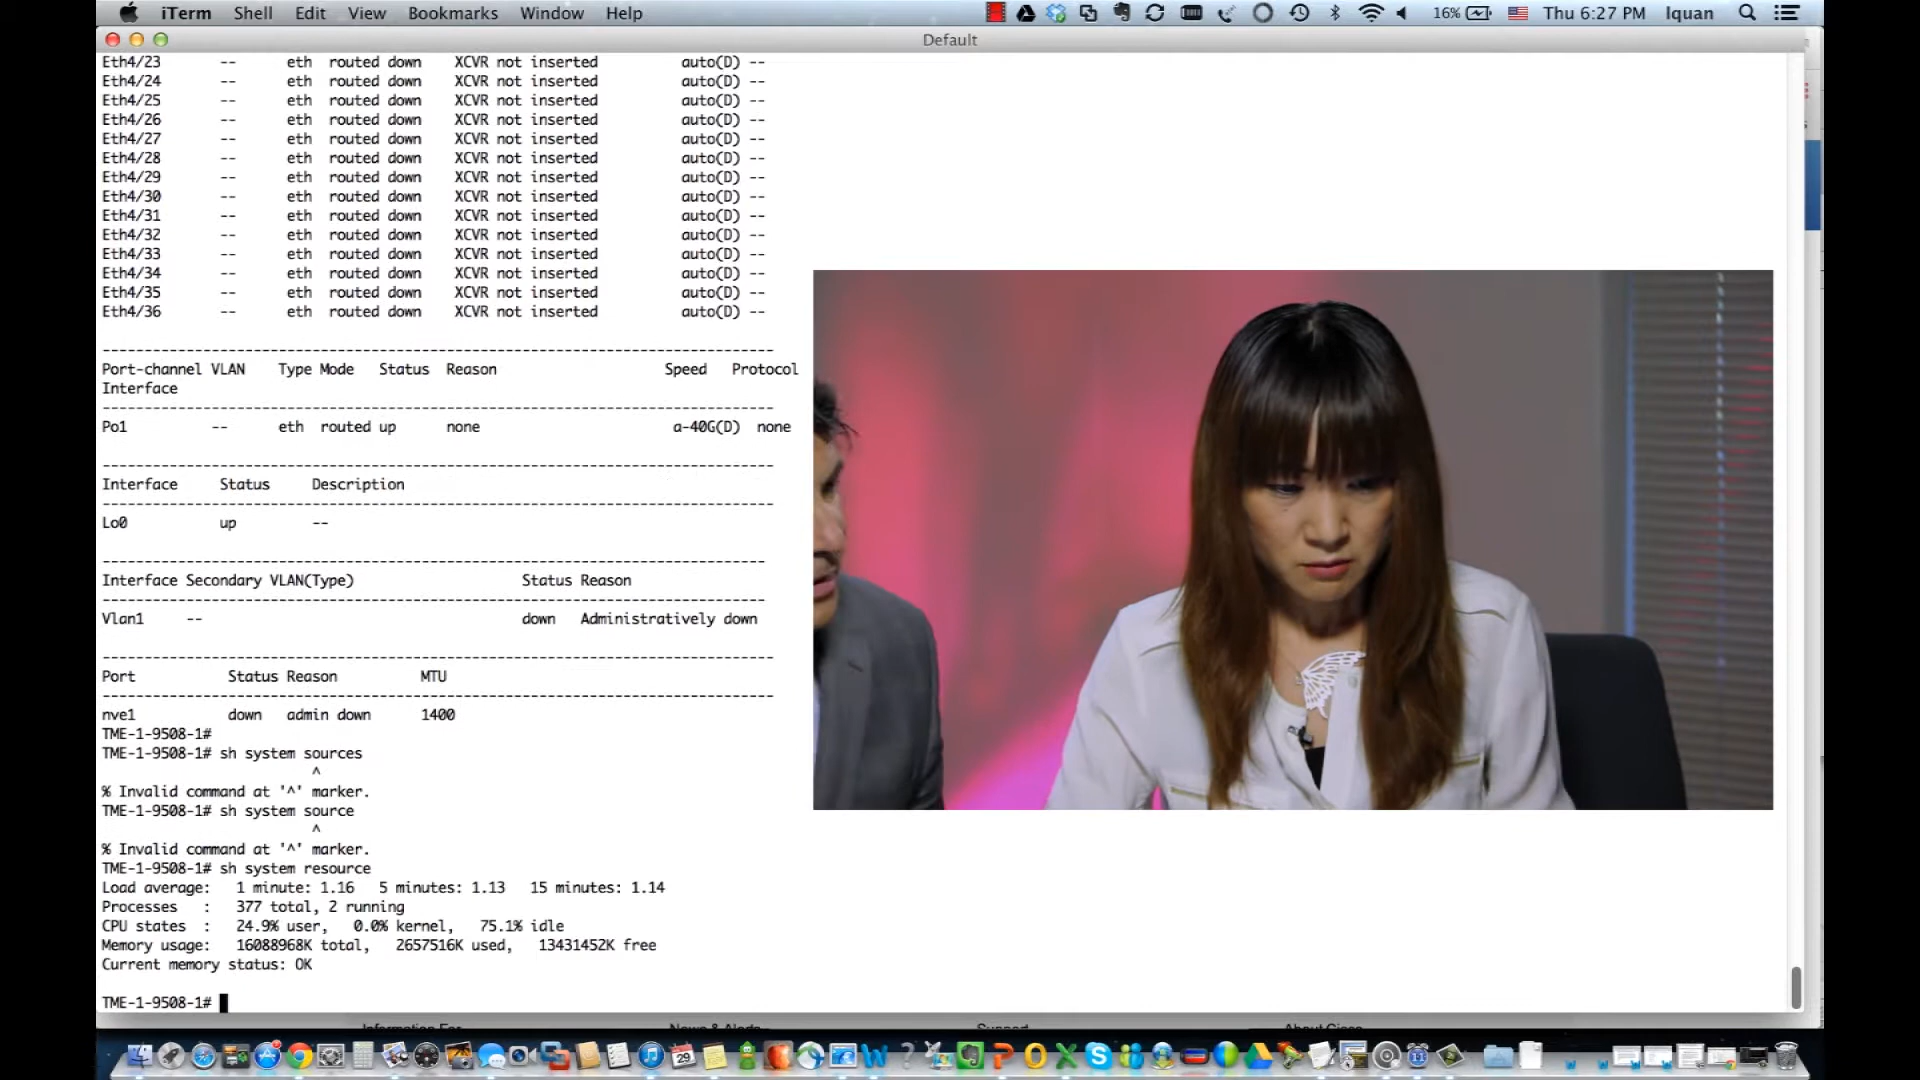 iTerm Shell Edit View Bookmarks Window Help 16% Thu 6:27 PM lquan
Default
Eth4/23 -- eth routed down XCVR not inserted auto(D) --
Eth4/24 -- eth routed down XCVR not inserted auto(D) --
Eth4/25 -- eth routed down XCVR not inserted auto(D) --
Eth4/26 -- eth routed down XCVR not inserted auto(D) --
Eth4/27 -- eth routed down XCVR not inserted auto(D) --
Eth4/28 -- eth routed down XCVR not inserted auto(D) --
Eth4/29 -- eth routed down XCVR not inserted auto(D) --
Eth4/30 -- eth routed down XCVR not inserted auto(D) --
Eth4/31 -- eth routed down XCVR not inserted auto(D) --
Eth4/32 -- eth routed down XCVR not inserted auto(D) --
Eth4/33 -- eth routed down XCVR not inserted auto(D) --
Eth4/34 -- eth routed down XCVR not inserted auto(D) --
Eth4/35 -- eth routed down XCVR not inserted auto(D) --
Eth4/36 -- eth routed down XCVR not inserted auto(D) --
--------------------------------------------------------------------------------
Port-channel VLAN Type Mode Status Reason Speed Protocol
Interface
--------------------------------------------------------------------------------
Po1 -- eth routed up none a-40G(D) none
--------------------------------------------------------------------------------
Interface Status Description
--------------------------------------------------------------------------------
Lo0 up --
-------------------------------------------------------------------------------
Interface Secondary VLAN(Type) Status Reason
-------------------------------------------------------------------------------
Vlan1 -- down Administratively down
--------------------------------------------------------------------------------
Port Status Reason MTU
--------------------------------------------------------------------------------
nve1 down admin down 1400
TME-1-9508-1#
TME-1-9508-1# sh system sources
^
% Invalid command at '^' marker.
TME-1-9508-1# sh system source
^
% Invalid command at '^' marker.
TME-1-9508-1# sh system resource
Load average: 1 minute: 1.16 5 minutes: 1.13 15 minutes: 1.14
Processes : 377 total, 2 running
CPU states : 24.9% user, 0.0% kernel, 75.1% idle
Memory usage: 16088968K total, 2657516K used, 13431452K free
Current memory status: OK
TME-1-9508-1#
Information For News & Alerts Support About Cisco